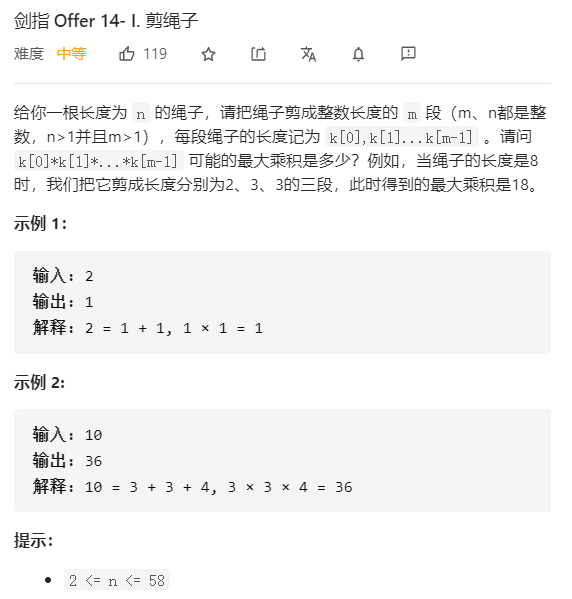 剑指 Offer 14- I. 剪绳子
难度 中等 119
给你一根长度为 n 的绳子，请把绳子剪成整数长度的 m 段（m、n都是整
数，n>1并且m>1），每段绳子的长度记为 k[0],k[1]...k[m-1] 。请问
k[0]*k[1]*...*k[m-1] 可能的最大乘积是多少？例如，当绳子的长度是8
时，我们把它剪成长度分别为2、3、3的三段，此时得到的最大乘积是18。
示例 1：
输入：2
输出：1
解释：2 = 1 + 1, 1 × 1 = 1
示例 2:
输入：10
输出：36
解释：10 = 3 + 3 + 4, 3 × 3 × 4 = 36
提示：
• 2 <= n <= 58